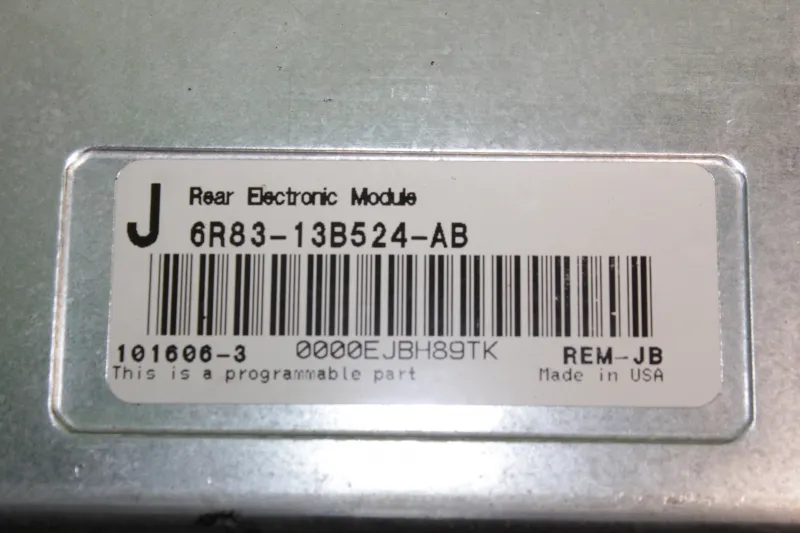 J
Rear Electronic Module
6R83-13B524-AB
101606-3
0000EJBH89TK
REM-JB
This is a programmable part
Made in USA